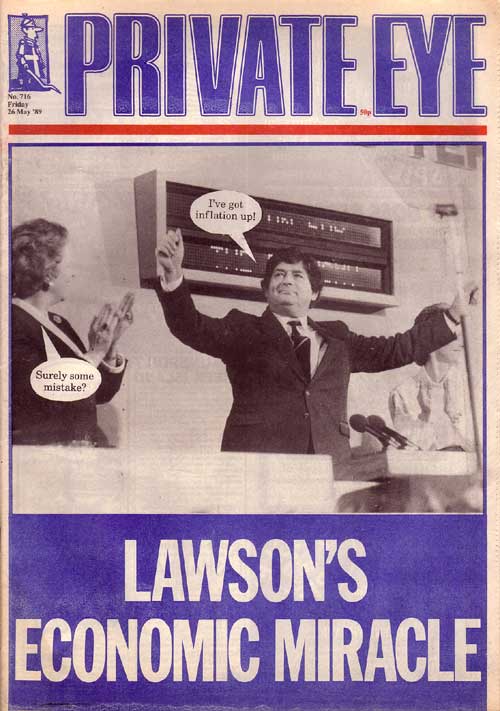 PRIVATE EYE
No. 716
Friday
26 May '89
50p
I've got
inflation up!
Surely some
mistake?
LAWSON'S
ECONOMIC MIRACLE